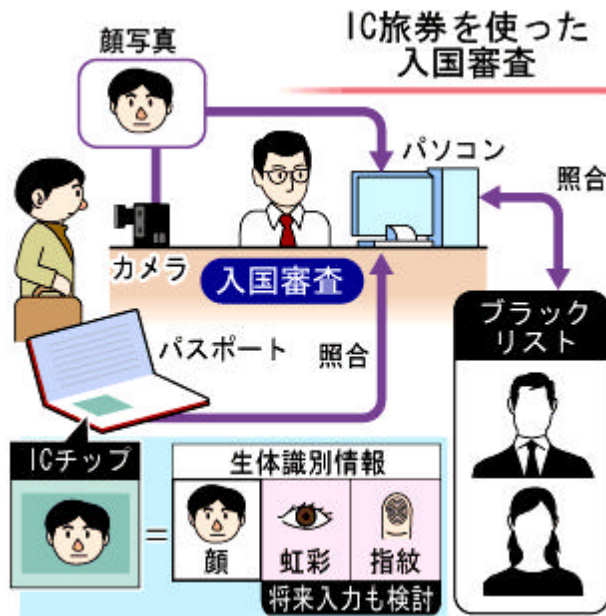 IC旅券を使った
入国審査
顔写真
パソコン
照合
カメラ
入国審査
パスポート
照合
ブラック
リスト
ICチップ
=
生体識別情報
顔
虹彩
指紋
将来入力も検討